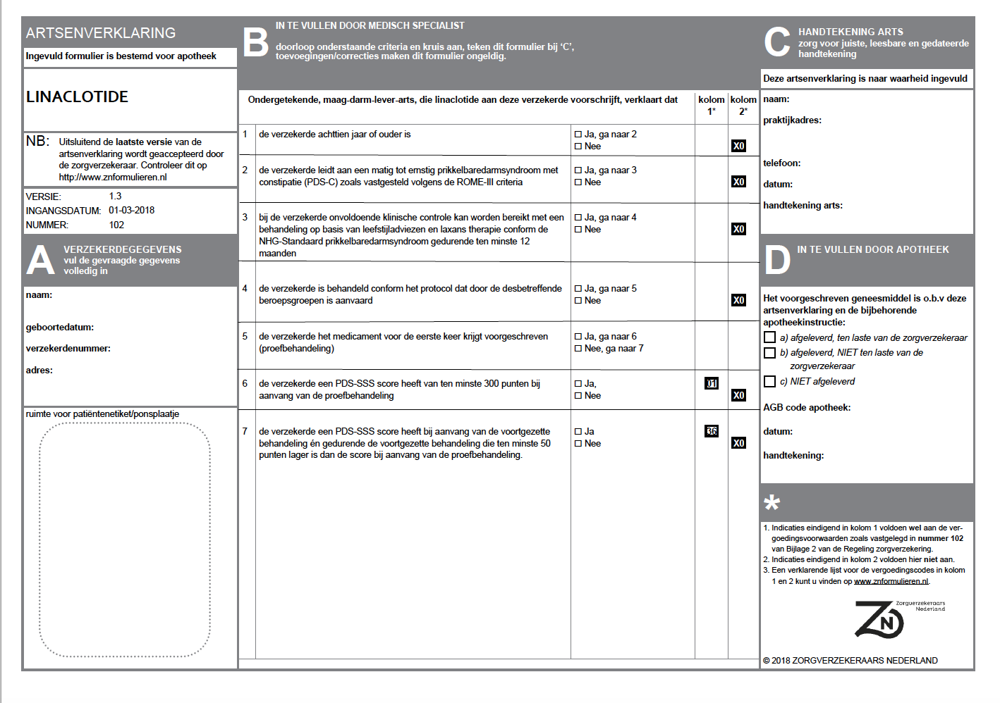 ARTSENVERKLARING
Ingevuld formulier is bestemd voor apotheek
LINACLOTIDE
NB: Uitsluitend de laatste versie van de
artsenverklaring wordt geaccepteerd door
de zorgverzekeraar. Controleer dit op
http://www.znformulieren.nl
VERSIE: 1.3
INGANGSDATUM: 01-03-2018
NUMMER: 102
A VERZEKERDEGEGEVENS
vul de gevraagde gegevens
volledig in
naam:
geboortedatum:
verzekerdenummer:
adres:
ruimte voor patiëntenetiket/ponsplaatje
B IN TE VULLEN DOOR MEDISCH SPECIALIST
doorloop onderstaande criteria en kruis aan, teken dit formulier bij ‘C’,
toevoegingen/correcties maken dit formulier ongeldig.
Ondergetekende, maag-darm-lever-arts, die linaclotide aan deze verzekerde voorschrijft, verklaart dat kolom kolom
1* 2*
1 de verzekerde achttien jaar of ouder is ☐ Ja, ga naar 2
☐ Nee X0
2 de verzekerde leidt aan een matig tot ernstig prikkelbaredarmsyndroom met ☐ Ja, ga naar 3
constipatie (PDS-C) zoals vastgesteld volgens de ROME-III criteria ☐ Nee X0
3 bij de verzekerde onvoldoende klinische controle kan worden bereikt met een ☐ Ja, ga naar 4
behandeling op basis van leefstijladviezen en laxans therapie conform de ☐ Nee X0
NHG-Standaard prikkelbaredarmsyndroom gedurende ten minste 12
maanden
4 de verzekerde is behandeld conform het protocol dat door de desbetreffende ☐ Ja, ga naar 5
beroepsgroepen is aanvaard ☐ Nee X0
5 de verzekerde het medicament voor de eerste keer krijgt voorgeschreven ☐ Ja, ga naar 6
(proefbehandeling) ☐ Nee, ga naar 7
6 de verzekerde een PDS-SSS score heeft van ten minste 300 punten bij ☐ Ja, 01
aanvang van de proefbehandeling ☐ Nee X0
7 de verzekerde een PDS-SSS score heeft bij aanvang van de voortgezette ☐ Ja 36
behandeling én gedurende de voortgezette behandeling die ten minste 50 ☐ Nee X0
punten lager is dan de score bij aanvang van de proefbehandeling.
C HANDTEKENING ARTS
zorg voor juiste, leesbare en gedateerde
handtekening
Deze artsenverklaring is naar waarheid ingevuld
naam:
praktijkadres:
telefoon:
datum:
handtekening arts:
D IN TE VULLEN DOOR APOTHEEK
Het voorgeschreven geneesmiddel is o.b.v deze
artsenverklaring en de bijbehorende
apotheekinstructie:
☐ a) afgeleverd, ten laste van de zorgverzekeraar
☐ b) afgeleverd, NIET ten laste van de
zorgverzekeraar
☐ c) NIET afgeleverd
AGB code apotheek:
datum:
handtekening:
*
1. Indicaties eindigend in kolom 1 voldoen wel aan de ver-
goedingsvoorwaarden zoals vastgelegd in nummer 102
van Bijlage 2 van de Regeling zorgverzekering.
2. Indicaties eindigend in kolom 2 voldoen hier niet aan.
3. Een verklarende lijst voor de vergoedingscodes in kolom
1 en 2 kunt u vinden op www.znformulieren.nl.
ZN Zorgverzekeraars
Nederland
© 2018 ZORGVERZEKERAARS NEDERLAND